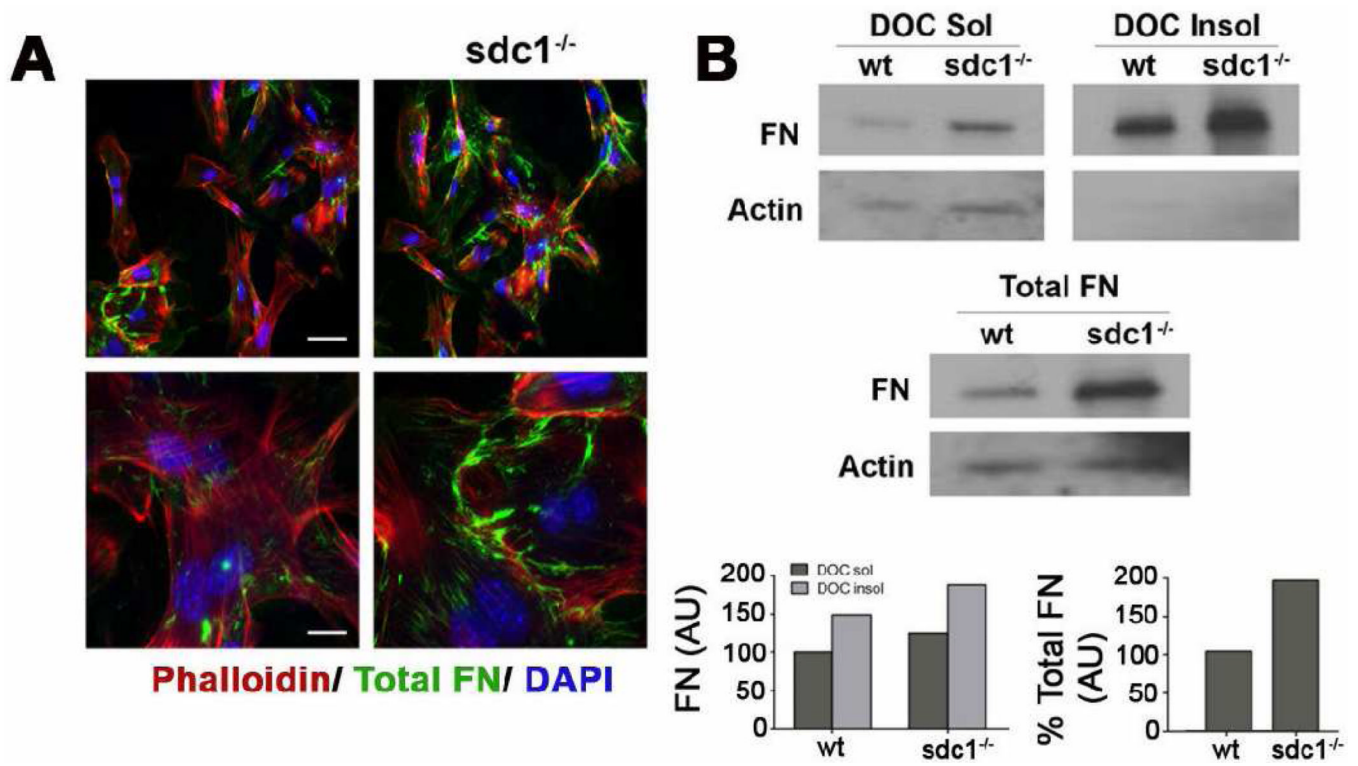 A
sdc1-/-
Phalloidin/ Total FN/ DAPI
B
DOC Sol
DOC Insol
wt sdc1-/-
wt sdc1-/-
FN
Actin
Total FN
wt sdc1-/-
FN
Actin
FN (AU)
200
150
100
50
0
DOC sol
DOC insol
wt sdc1-/-
% Total FN
(AU)
200
150
100
50
0
wt sdc1-/-